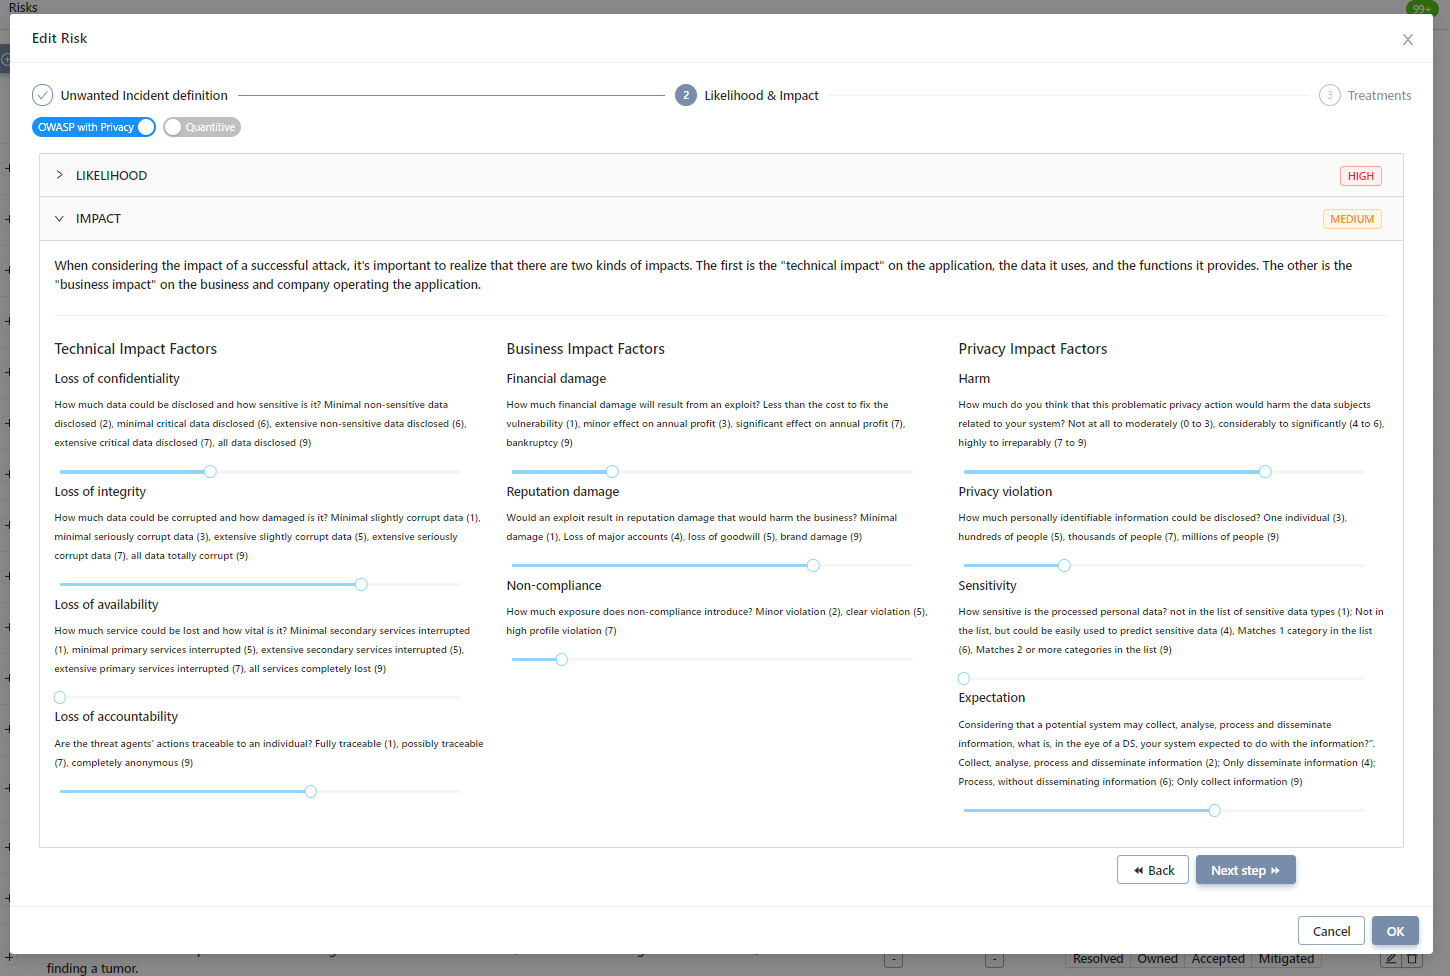 Risks
99+
Edit Risk
Unwanted Incident definition
2
Likelihood & Impact
3
Treatments
OWASP with Privacy
Quantitive
LIKELIHOOD
HIGH
IMPACT
MEDIUM
When considering the impact of a successful attack, it's important to realize that there are two kinds of impacts. The first is the "technical impact" on the application, the data it uses, and the functions it provides. The other is the
"business impact" on the business and company operating the application.
Technical Impact Factors
Loss of confidentiality
How much data could be disclosed and how sensitive is it? Minimal non-sensitive data
disclosed (2), minimal critical data disclosed (6), extensive non-sensitive data disclosed (6),
extensive critical data disclosed (7), all data disclosed (9)
Loss of integrity
How much data could be corrupted and how damaged is it? Minimal slightly corrupt data (1),
minimal seriously corrupt data (3), extensive slightly corrupt data (5), extensive seriously
corrupt data (7), all data totally corrupt (9)
Loss of availability
How much service could be lost and how vital is it? Minimal secondary services interrupted
(1), minimal primary services interrupted (5), extensive secondary services interrupted (5),
extensive primary services interrupted (7), all services completely lost (9)
Loss of accountability
Are the threat agents' actions traceable to an individual? Fully traceable (1), possibly traceable
(7), completely anonymous (9)
Business Impact Factors
Financial damage
How much financial damage will result from an exploit? Less than the cost to fix the
vulnerability (1), minor effect on annual profit (3), significant effect on annual profit (7),
bankruptcy (9)
Reputation damage
Would an exploit result in reputation damage that would harm the business? Minimal
damage (1), Loss of major accounts (4), loss of goodwill (5), brand damage (9)
Non-compliance
How much exposure does non-compliance introduce? Minor violation (2), clear violation (5),
high profile violation (7)
Privacy Impact Factors
Harm
How much do you think that this problematic privacy action would harm the data subjects
related to your system? Not at all to moderately (0 to 3), considerably to significantly (4 to 6),
highly to irreparably (7 to 9)
Privacy violation
How much personally identifiable information could be disclosed? One individual (3),
hundreds of people (5), thousands of people (7), millions of people (9)
Sensitivity
How sensitive is the processed personal data? not in the list of sensitive data types (1); Not in
the list, but could be easily used to predict sensitive data (4), Matches 1 category in the list
(6), Matches 2 or more categories in the list (9)
Expectation
Considering that a potential system may collect, analyse, process and disseminate
information, what is, in the eye of a DS, your system expected to do with the information?".
Collect, analyse, process and disseminate information (2); Only disseminate information (4);
Process, without disseminating information (6); Only collect information (9)
Back
Next step
Cancel
OK
finding a tumor.
-
-
Resolved Owned Accepted Mitigated